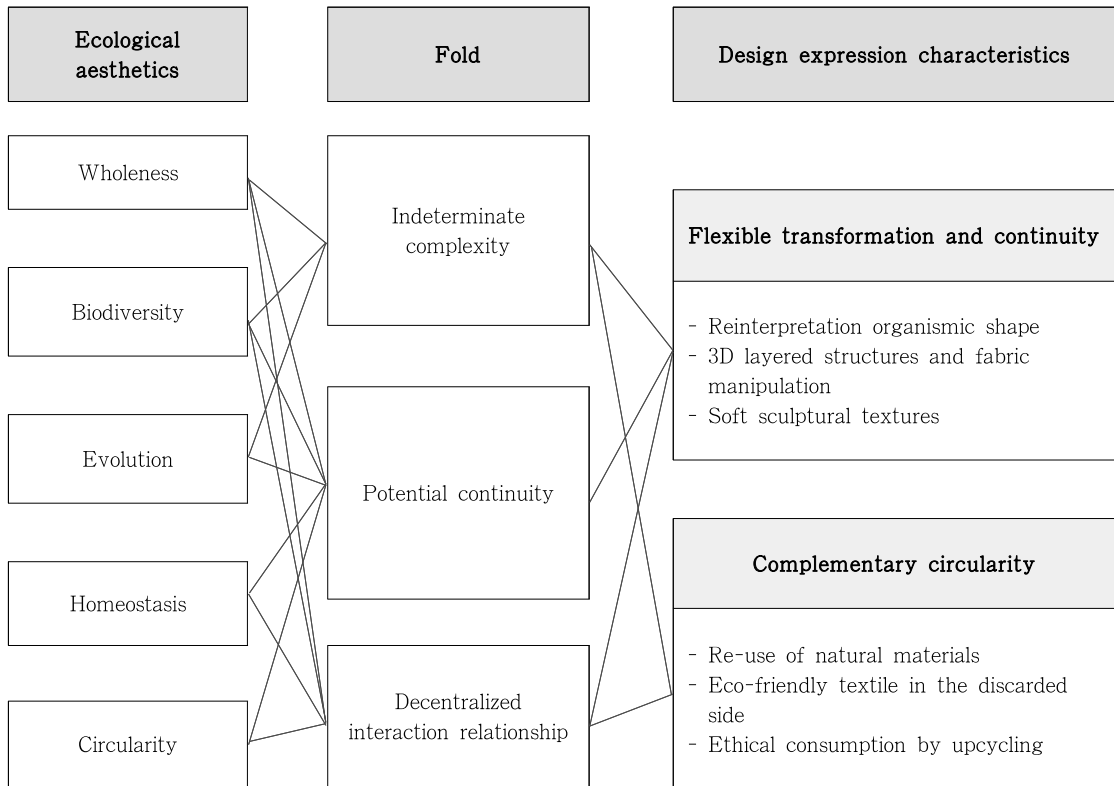 Ecological
aesthetics
Fold
Design expression characteristics
Wholeness
Biodiversity
Evolution
Homeostasis
Circularity
Indeterminate
complexity
Potential continuity
Decentralized
interaction relationship
Flexible transformation and continuity
- Reinterpretation organismic shape
- 3D layered structures and fabric
manipulation
- Soft sculptural textures
Complementary circularity
- Re-use of natural materials
- Eco-friendly textile in the discarded
side
- Ethical consumption by upcycling